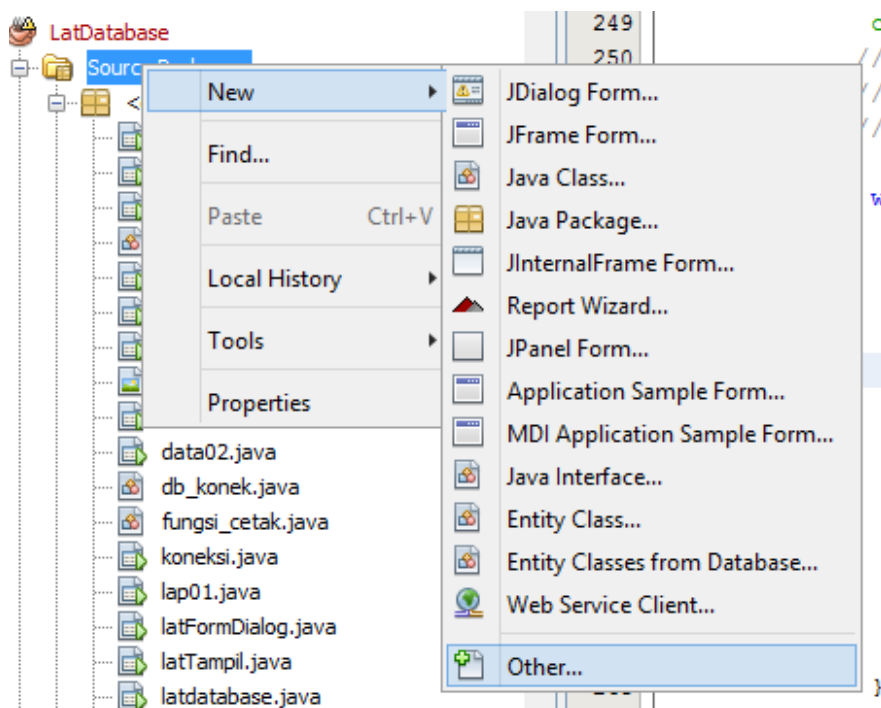 LatDatabase
New
Find...
Paste Ctrl+V
Local History
Tools
Properties
data02.java
db_konek.java
fungsi_cetak.java
koneksi.java
lap01.java
latFormDialog.java
latTampil.java
latdatabase.java
JDialog Form...
JFrame Form...
Java Class...
Java Package...
JInternalFrame Form...
Report Wizard...
JPanel Form...
Application Sample Form...
MDI Application Sample Form...
Java Interface...
Entity Class...
Entity Classes from Database...
Web Service Client...
Other...
249
250
//
//
//
}